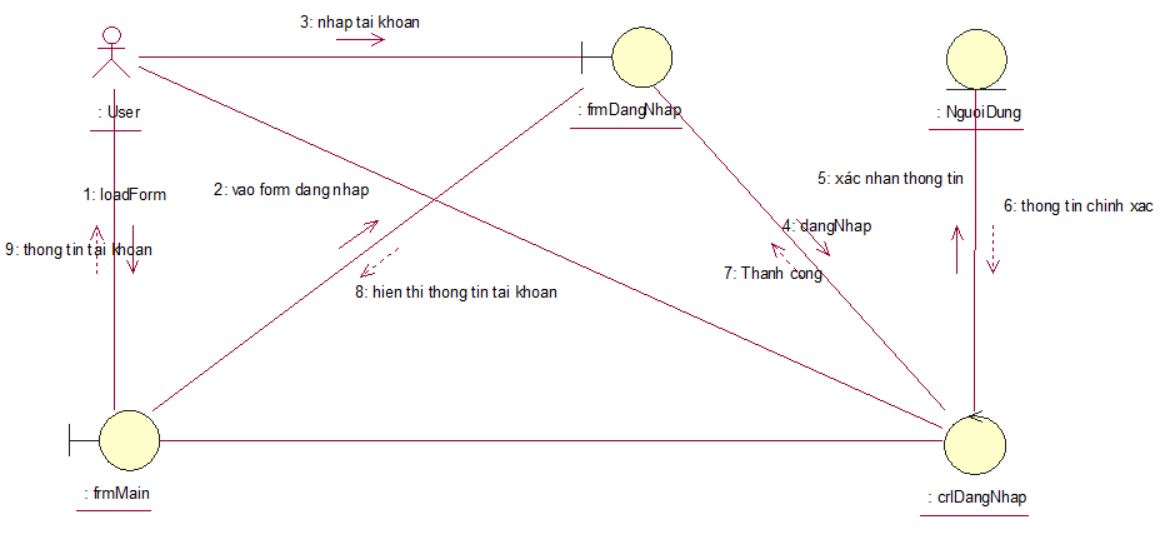 3: nhap tai khoan
: User
: frmDangNhap
: NguoiDung
1: loadForm
2: vao form dang nhap
5: xác nhan thong tin
6: thong tin chinh xac
4: dangNhap
9: thong tin tai khoan
7: Thanh cong
8: hien thi thong tin tai khoan
: frmMain
: crlDangNhap